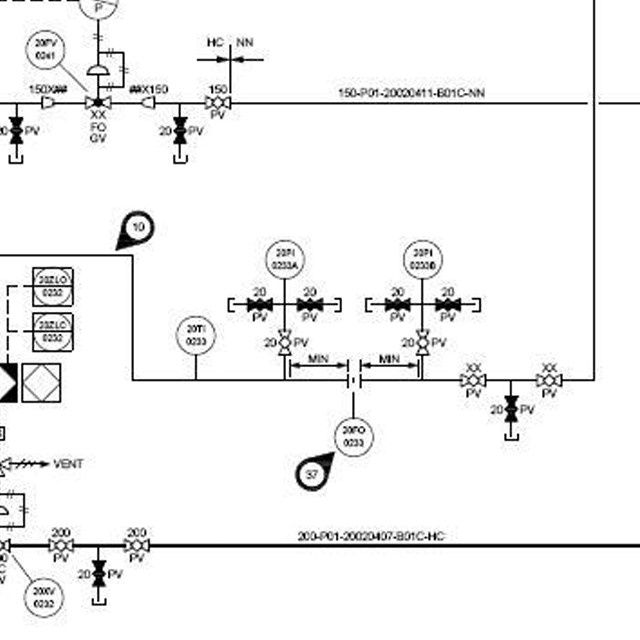 P
20FV
0241
HC
NN
150X##
##X150
150
150-P01-20020411-B01C-NN
XX
FO
GV
PV
20
PV
20
PV
10
20PI
0233A
20PI
0233B
20ZLO
0232
20
20
20
20
PV
PV
PV
PV
20ZLC
0232
20TI
0233
20
PV
20
PV
MIN
MIN
XX
XX
PV
PV
20
PV
20FO
0233
37
VENT
200
200
200-P01-20020407-B01C-HC
PV
PV
20
PV
20XV
0232